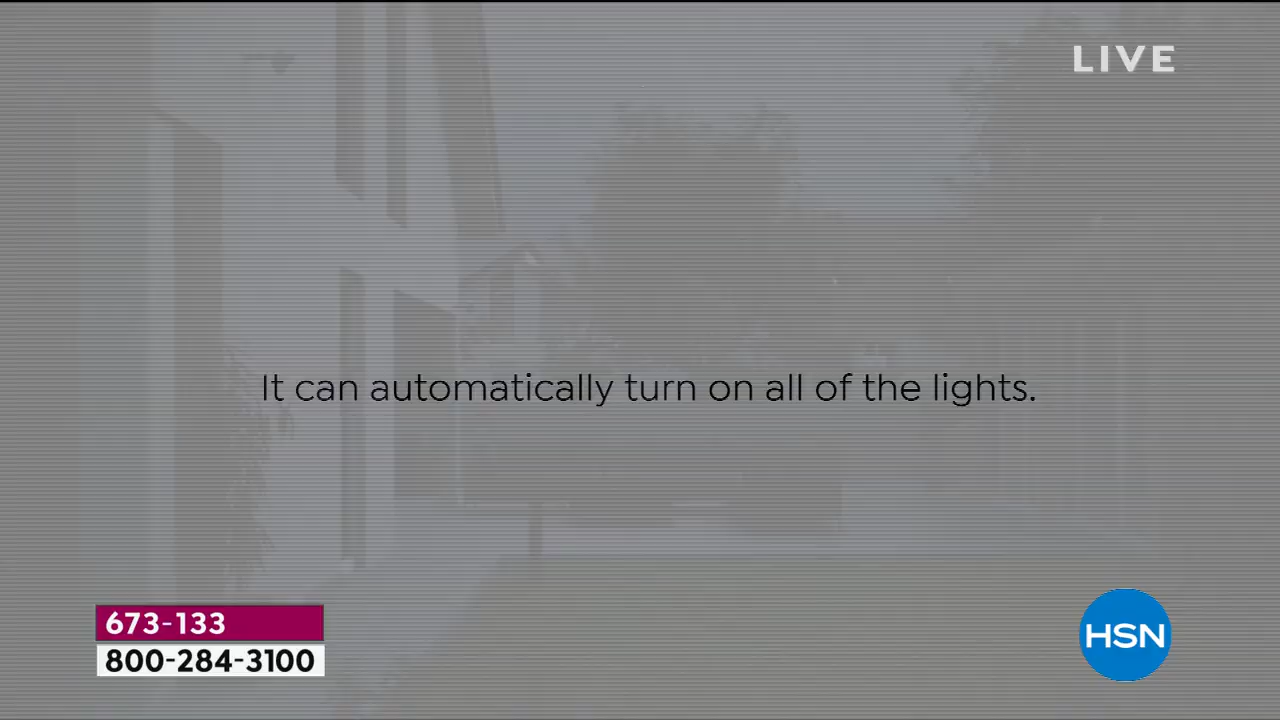 LIVE
It can automatically turn on all of the lights.
673-133
800-284-3100
HSN